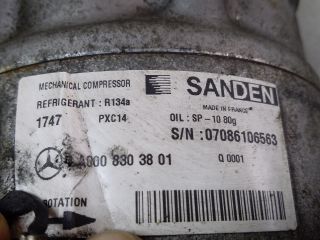 MECHANICAL COMPRESSOR
SANDEN
REFRIGERANT : R134a
MADE IN FRANCE
1747 PXC14
OIL : SP-10 80g
S/N : 07086106563
000 830 38 01
Q 0001
ROTATION